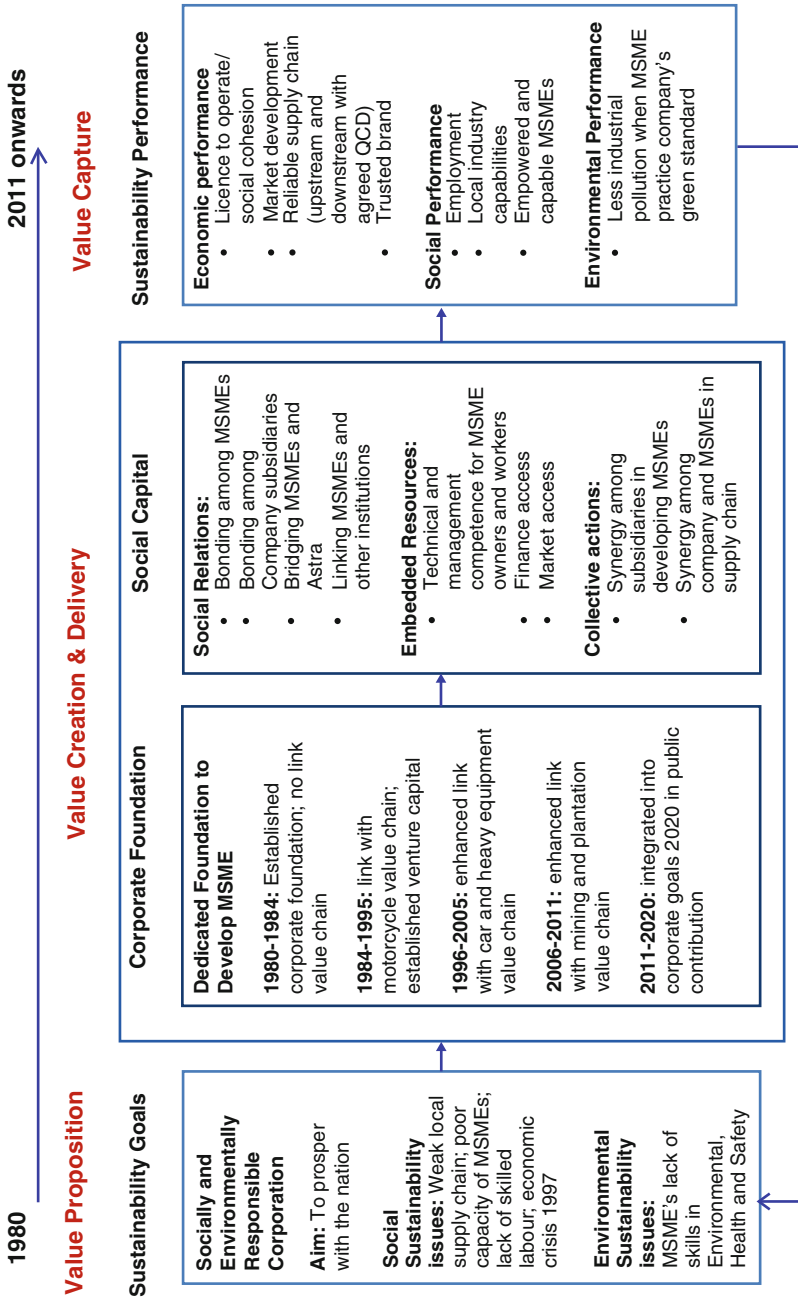 1980
2011 onwards
Value Proposition
Value Creation & Delivery
Value Capture
Sustainability Goals
Socially and
Environmentally
Responsible
Corporation
Aim: To prosper
with the nation
Social
Sustainability
issues: Weak local
supply chain; poor
capacity of MSMEs;
lack of skilled
labour; economic
crisis 1997
Environmental
Sustainability
issues:
MSME's lack of
skills in
Environmental,
Health and Safety
Corporate Foundation
Dedicated Foundation to
Develop MSME
1980-1984: Established
corporate foundation; no link
value chain
1984-1995: link with
motorcycle value chain;
established venture capital
1996-2005: enhanced link
with car and heavy equipment
value chain
2006-2011: enhanced link
with mining and plantation
value chain
2011-2020: integrated into
corporate goals 2020 in public
contribution
Social Capital
Social Relations:
• Bonding among MSMEs
• Bonding among
Company subsidiaries
• Bridging MSMEs and
Astra
• Linking MSMEs and
other institutions
Embedded Resources:
• Technical and
management
competence for MSME
owners and workers
• Finance access
• Market access
Collective actions:
• Synergy among
subsidiaries in
developing MSMEs
• Synergy among
company and MSMEs in
supply chain
Sustainability Performance
Economic performance
• Licence to operate/
social cohesion
• Market development
• Reliable supply chain
(upstream and
downstream with
agreed QCD)
• Trusted brand
Social Performance
• Employment
• Local industry
capabilities
• Empowered and
capable MSMEs
Environmental Performance
• Less industrial
pollution when MSME
practice company's
green standard